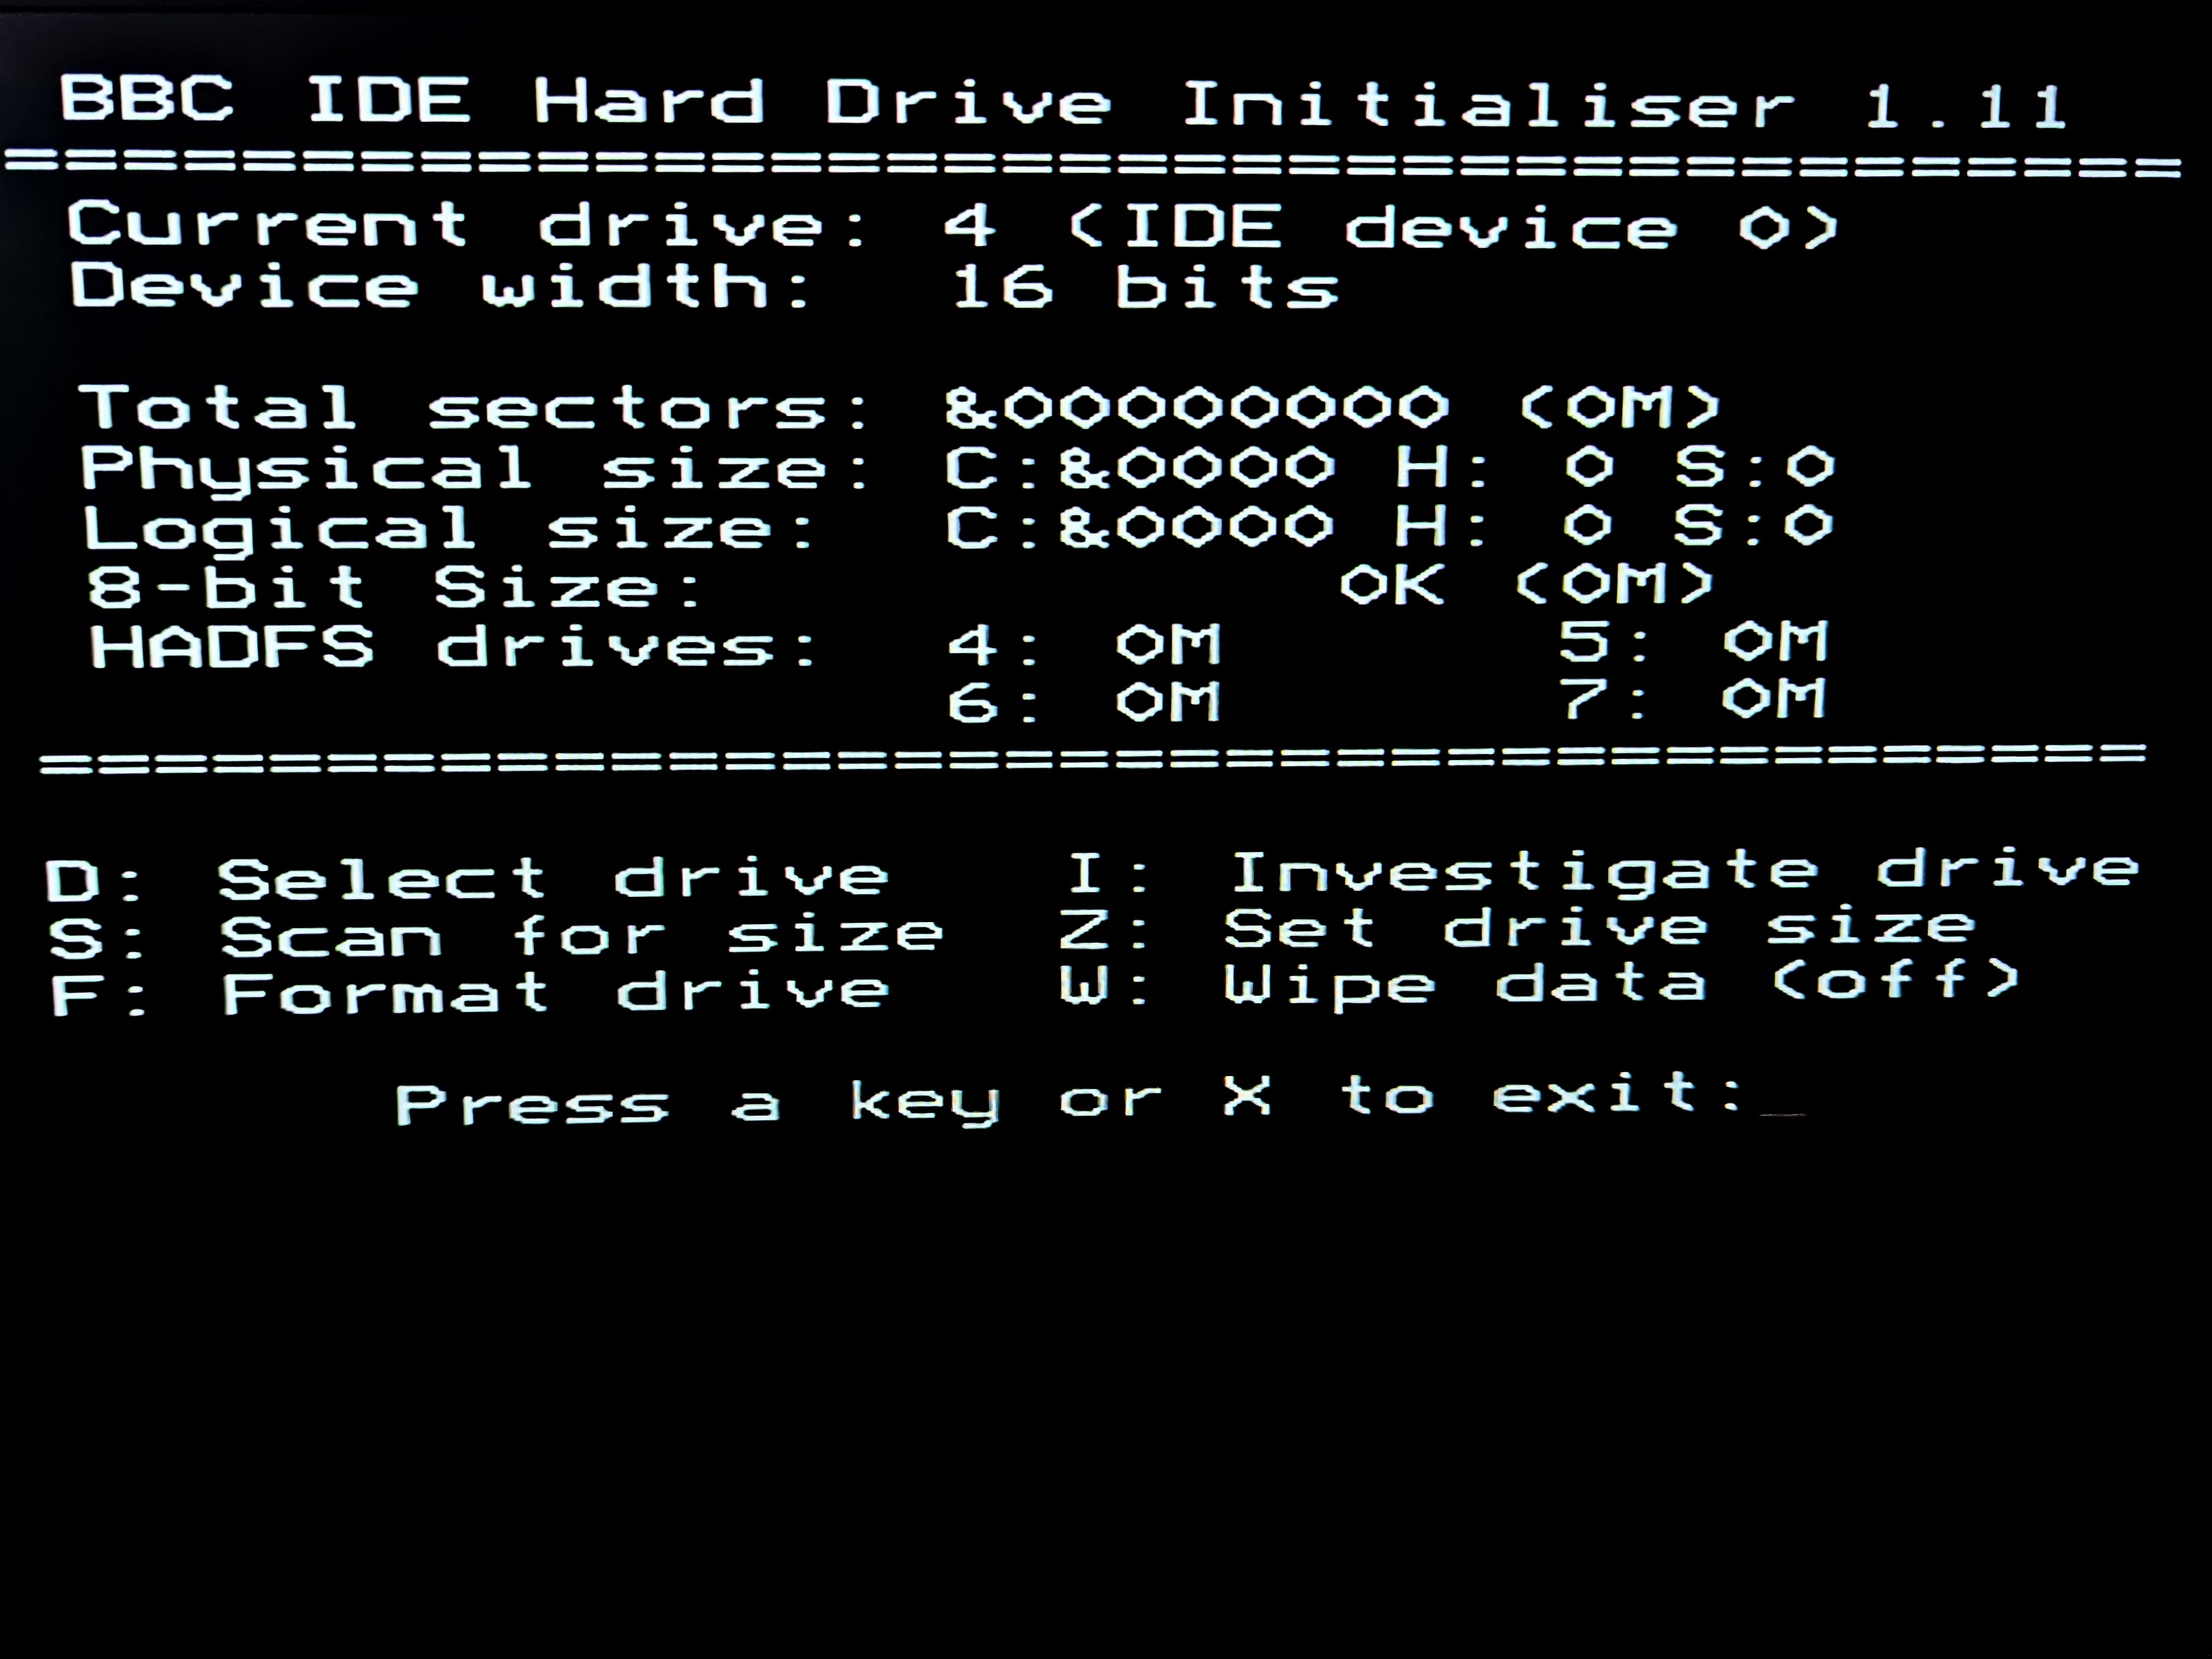 BBC IDE Hard Drive Initialiser 1.11
======================================
Current drive: 4 (IDE device 0)
Device width: 16 bits
Total sectors: &00000000 (0M)
Physical size: C:&0000 H: 0 S:0
Logical size: C:&0000 H: 0 S:0
8-bit Size: 0K (0M)
HADFS drives: 4: 0M 5: 0M
6: 0M 7: 0M
======================================
D: Select drive I: Investigate drive
S: Scan for size Z: Set drive size
F: Format drive W: Wipe data (off)
Press a key or X to exit:_